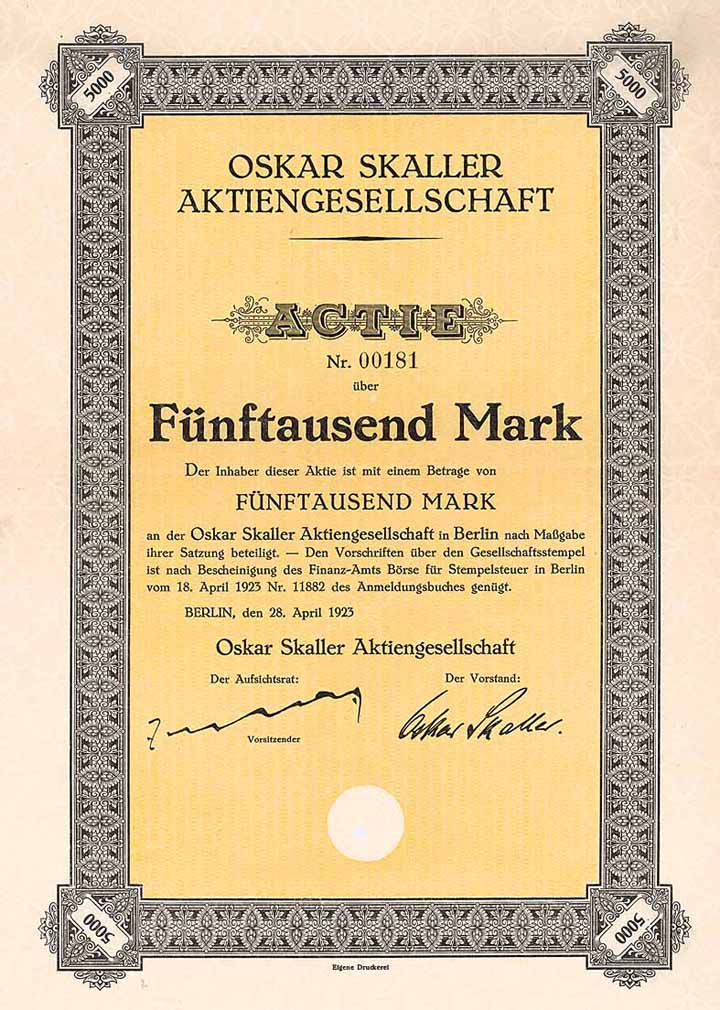 5000
5000
OSKAR SKALLER
AKTIENGESELLSCHAFT
ACTIE
Nr. 00181
über
Fünftausend Mark
Der Inhaber dieser Aktie ist mit einem Betrage von
FÜNFTAUSEND MARK
an der Oskar Skaller Aktiengesellschaft in Berlin nach Maßgabe
ihrer Satzung beteiligt. — Den Vorschriften über den Gesellschaftsstempel
ist nach Bescheinigung des Finanz-Amts Börse für Stempelsteuer in Berlin
vom 18. April 1923 Nr. 11882 des Anmeldungsbuches genügt.
BERLIN, den 28. April 1923
Oskar Skaller Aktiengesellschaft
Der Aufsichtsrat:
Der Vorstand:
Oskar Skaller.
Vorsitzender
5000
5000
Eigene Druckerei